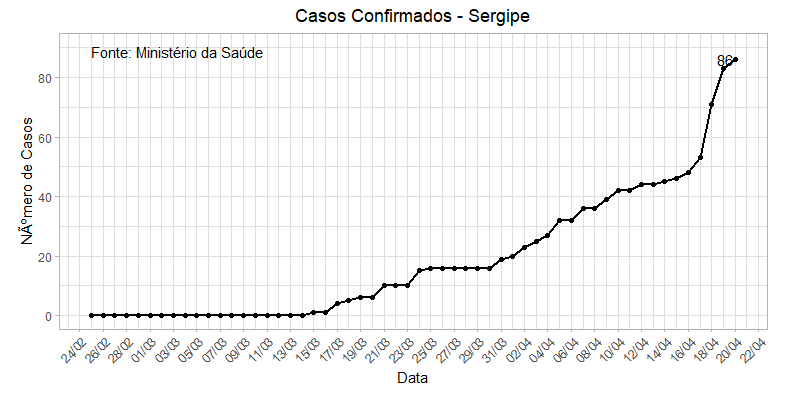 Casos Confirmados - Sergipe
Fonte: Ministério da Saúde
86
NÃºmero de Casos
80
60
40
20
0
24/02 26/02 28/02 01/03 03/03 05/03 07/03 09/03 11/03 13/03 15/03 17/03 19/03 21/03 23/03 25/03 27/03 29/03 31/03 02/04 04/04 06/04 08/04 10/04 12/04 14/04 16/04 18/04 20/04 22/04
Data